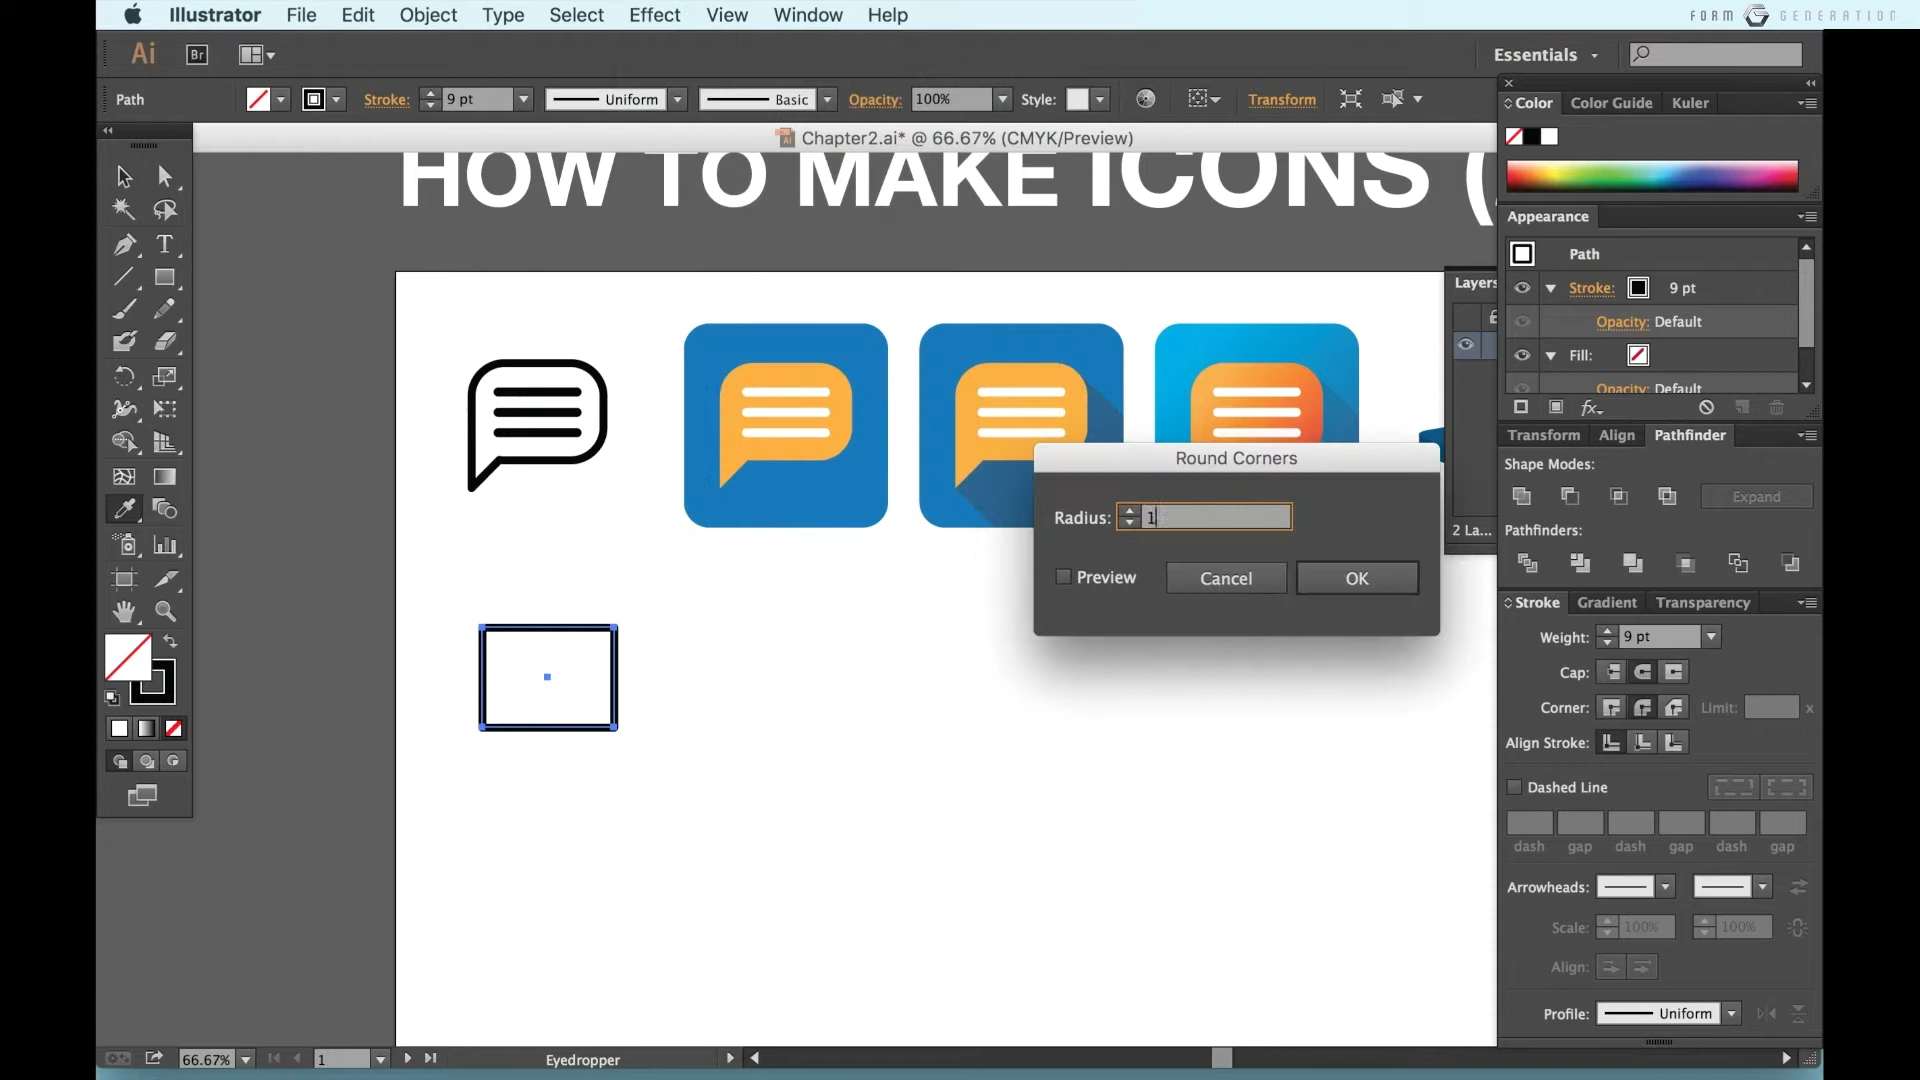 Illustrator File Edit Object Type Select Effect View Window Help
FORM GENERATION
Ai Br Essentials
Path Stroke: 9 pt Uniform Basic Opacity: 100% Style: Transform
Chapter2.ai* @ 66.67% (CMYK/Preview)
HOW TO MAKE ICONS (
Color Color Guide Kuler
Appearance
Path
Stroke: 9 pt
Opacity: Default
Fill:
Opacity: Default
fx
Layers
2 La...
Transform Align Pathfinder
Shape Modes:
Expand
Pathfinders:
Round Corners
Radius: 1
Preview Cancel OK
Stroke Gradient Transparency
Weight: 9 pt
Cap:
Corner: Limit: x
Align Stroke:
Dashed Line
dash gap dash gap dash gap
Arrowheads:
Scale: 100% 100%
Align:
Profile: Uniform
66.67% 1 Eyedropper